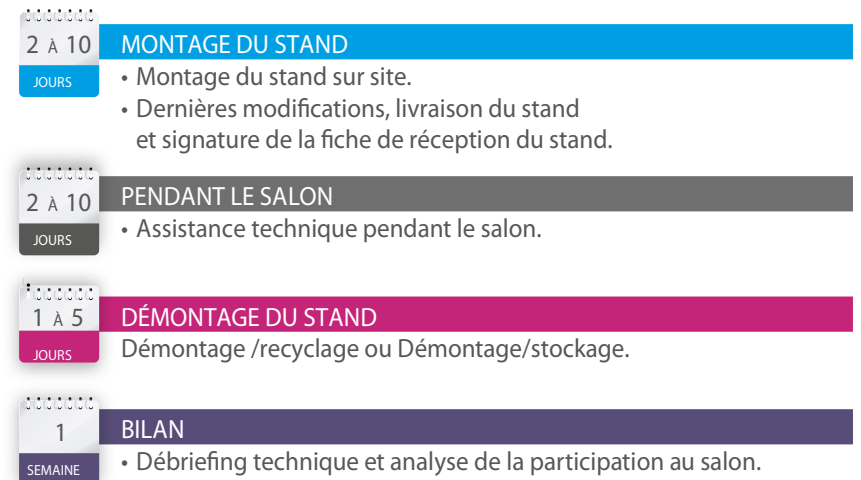 2 À 10
JOURS
MONTAGE DU STAND
• Montage du stand sur site.
• Dernières modifications, livraison du stand
et signature de la fiche de réception du stand.
2 À 10
JOURS
PENDANT LE SALON
• Assistance technique pendant le salon.
1 À 5
JOURS
DÉMONTAGE DU STAND
Démontage /recyclage ou Démontage/stockage.
1
SEMAINE
BILAN
• Débriefing technique et analyse de la participation au salon.